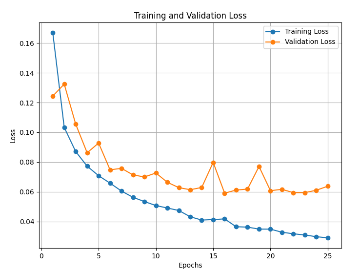 Training and Validation Loss
Training Loss
Validation Loss
Loss
0.16
0.14
0.12
0.10
0.08
0.06
0.04
0
5
10
15
20
25
Epochs